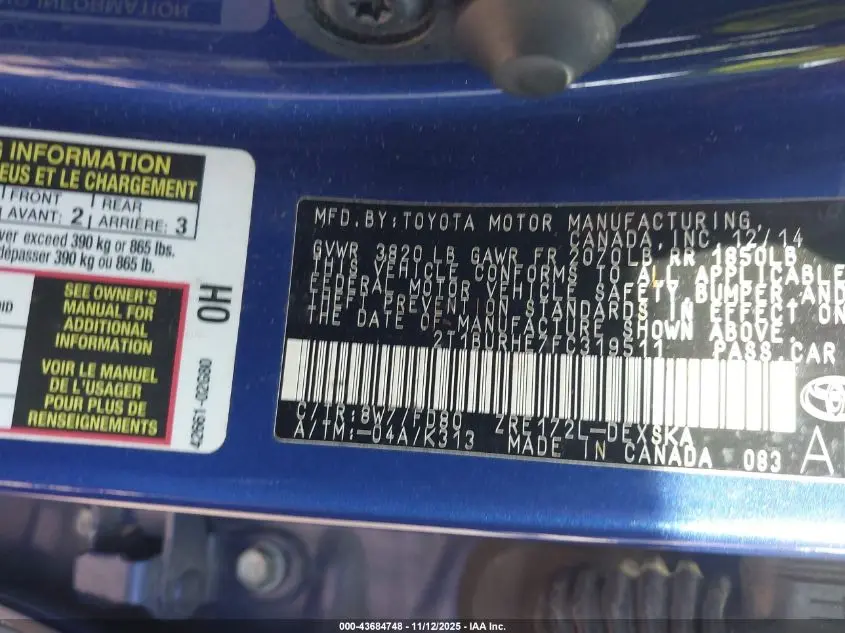 G INFORMATION
EUS ET LE CHARGEMENT
FRONT REAR
AVANT: 2 ARRIÈRE: 3
ver exceed 390 kg or 865 lbs.
dépasser 390 kg ou 865 lb.
SEE OWNER'S
MANUAL FOR
ADDITIONAL
INFORMATION
VOIR LE MANUEL
DE L'USAGER
POUR PLUS DE
RENSEIGNEMENTS
OH
426661-02GS80
MFD.BY:TOYOTA MOTOR MANUFACTURING,
CANADA,INC. 12/14
GVWR 3820 LB GAWR FR 2070LB RR 1850LB
THIS VEHICLE CONFORMS TO ALL APPLICABLE
FEDERAL MOTOR VEHICLE SAFETY,BUMPER,AND
THEFT PREVENTION STANDARDS IN EFFECT ON
THE DATE OF MANUFACTURE SHOWN ABOVE.
2T1BURHE7FC319511 PASS.CAR
C/TR:8W7/FD80 ZRE172L-DEXSKA
A/TM:-04A/K313 MADE IN CANADA 083 A
000-43684748 - 11/12/2025 - IAA Inc.